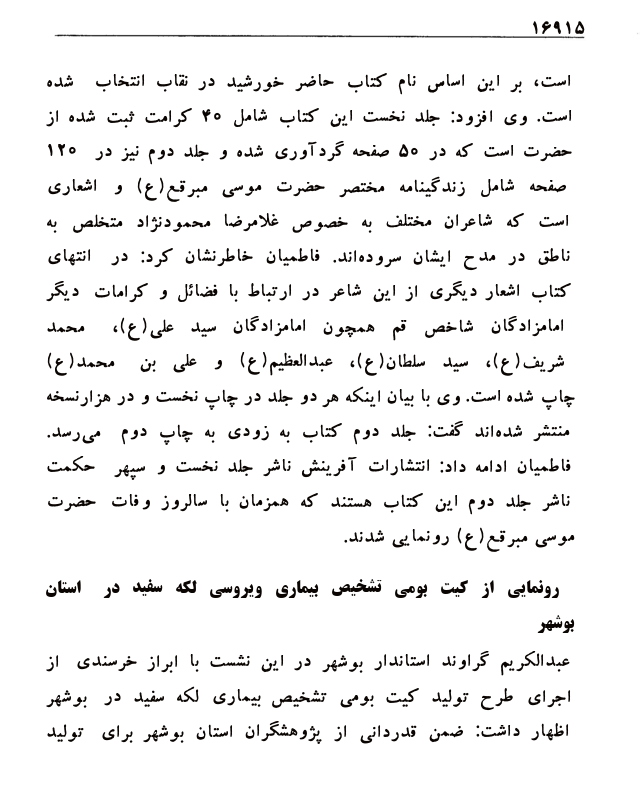 ۱۶۹۱۵
است، بر این اساس نام کتاب حاضر خورشید در نقاب انتخاب شده
است. وی افزود: جلد نخست این کتاب شامل ۴۰ کرامت ثبت شده از
حضرت است که در ۵۰ صفحه گردآوری شده و جلد دوم نیز در ۱۲۰
صفحه شامل زندگینامه مختصر حضرت موسی مبرقع(ع) و اشعاری
است که شاعران مختلف به خصوص غلامرضا محمودنژاد متخلص به
ناطق در مدح ایشان سروده‌اند. فاطمیان خاطرنشان کرد: در انتهای
کتاب اشعار دیگری از این شاعر در ارتباط با فضائل و کرامات دیگر
امامزادگان شاخص قم همچون امامزادگان سید علی(ع)، محمد
شریف(ع)، سید سلطان(ع)، عبدالعظیم(ع) و علی بن محمد(ع)
چاپ شده است. وی با بیان اینکه هر دو جلد در چاپ نخست و در هزارنسخه
منتشر شده‌اند گفت: جلد دوم کتاب به زودی به چاپ دوم می‌رسد.
فاطمیان ادامه داد: انتشارات آفرینش ناشر جلد نخست و سپهر حکمت
ناشر جلد دوم این کتاب هستند که همزمان با سالروز وفات حضرت
موسی مبرقع(ع) رونمایی شدند.
رونمایی از کیت بومی تشخیص بیماری ویروسی لکه سفید در استان
بوشهر
عبدالکریم گراوند استاندار بوشهر در این نشست با ابراز خرسندی از
اجرای طرح تولید کیت بومی تشخیص بیماری لکه سفید در بوشهر
اظهار داشت: ضمن قدردانی از پژوهشگران استان بوشهر برای تولید